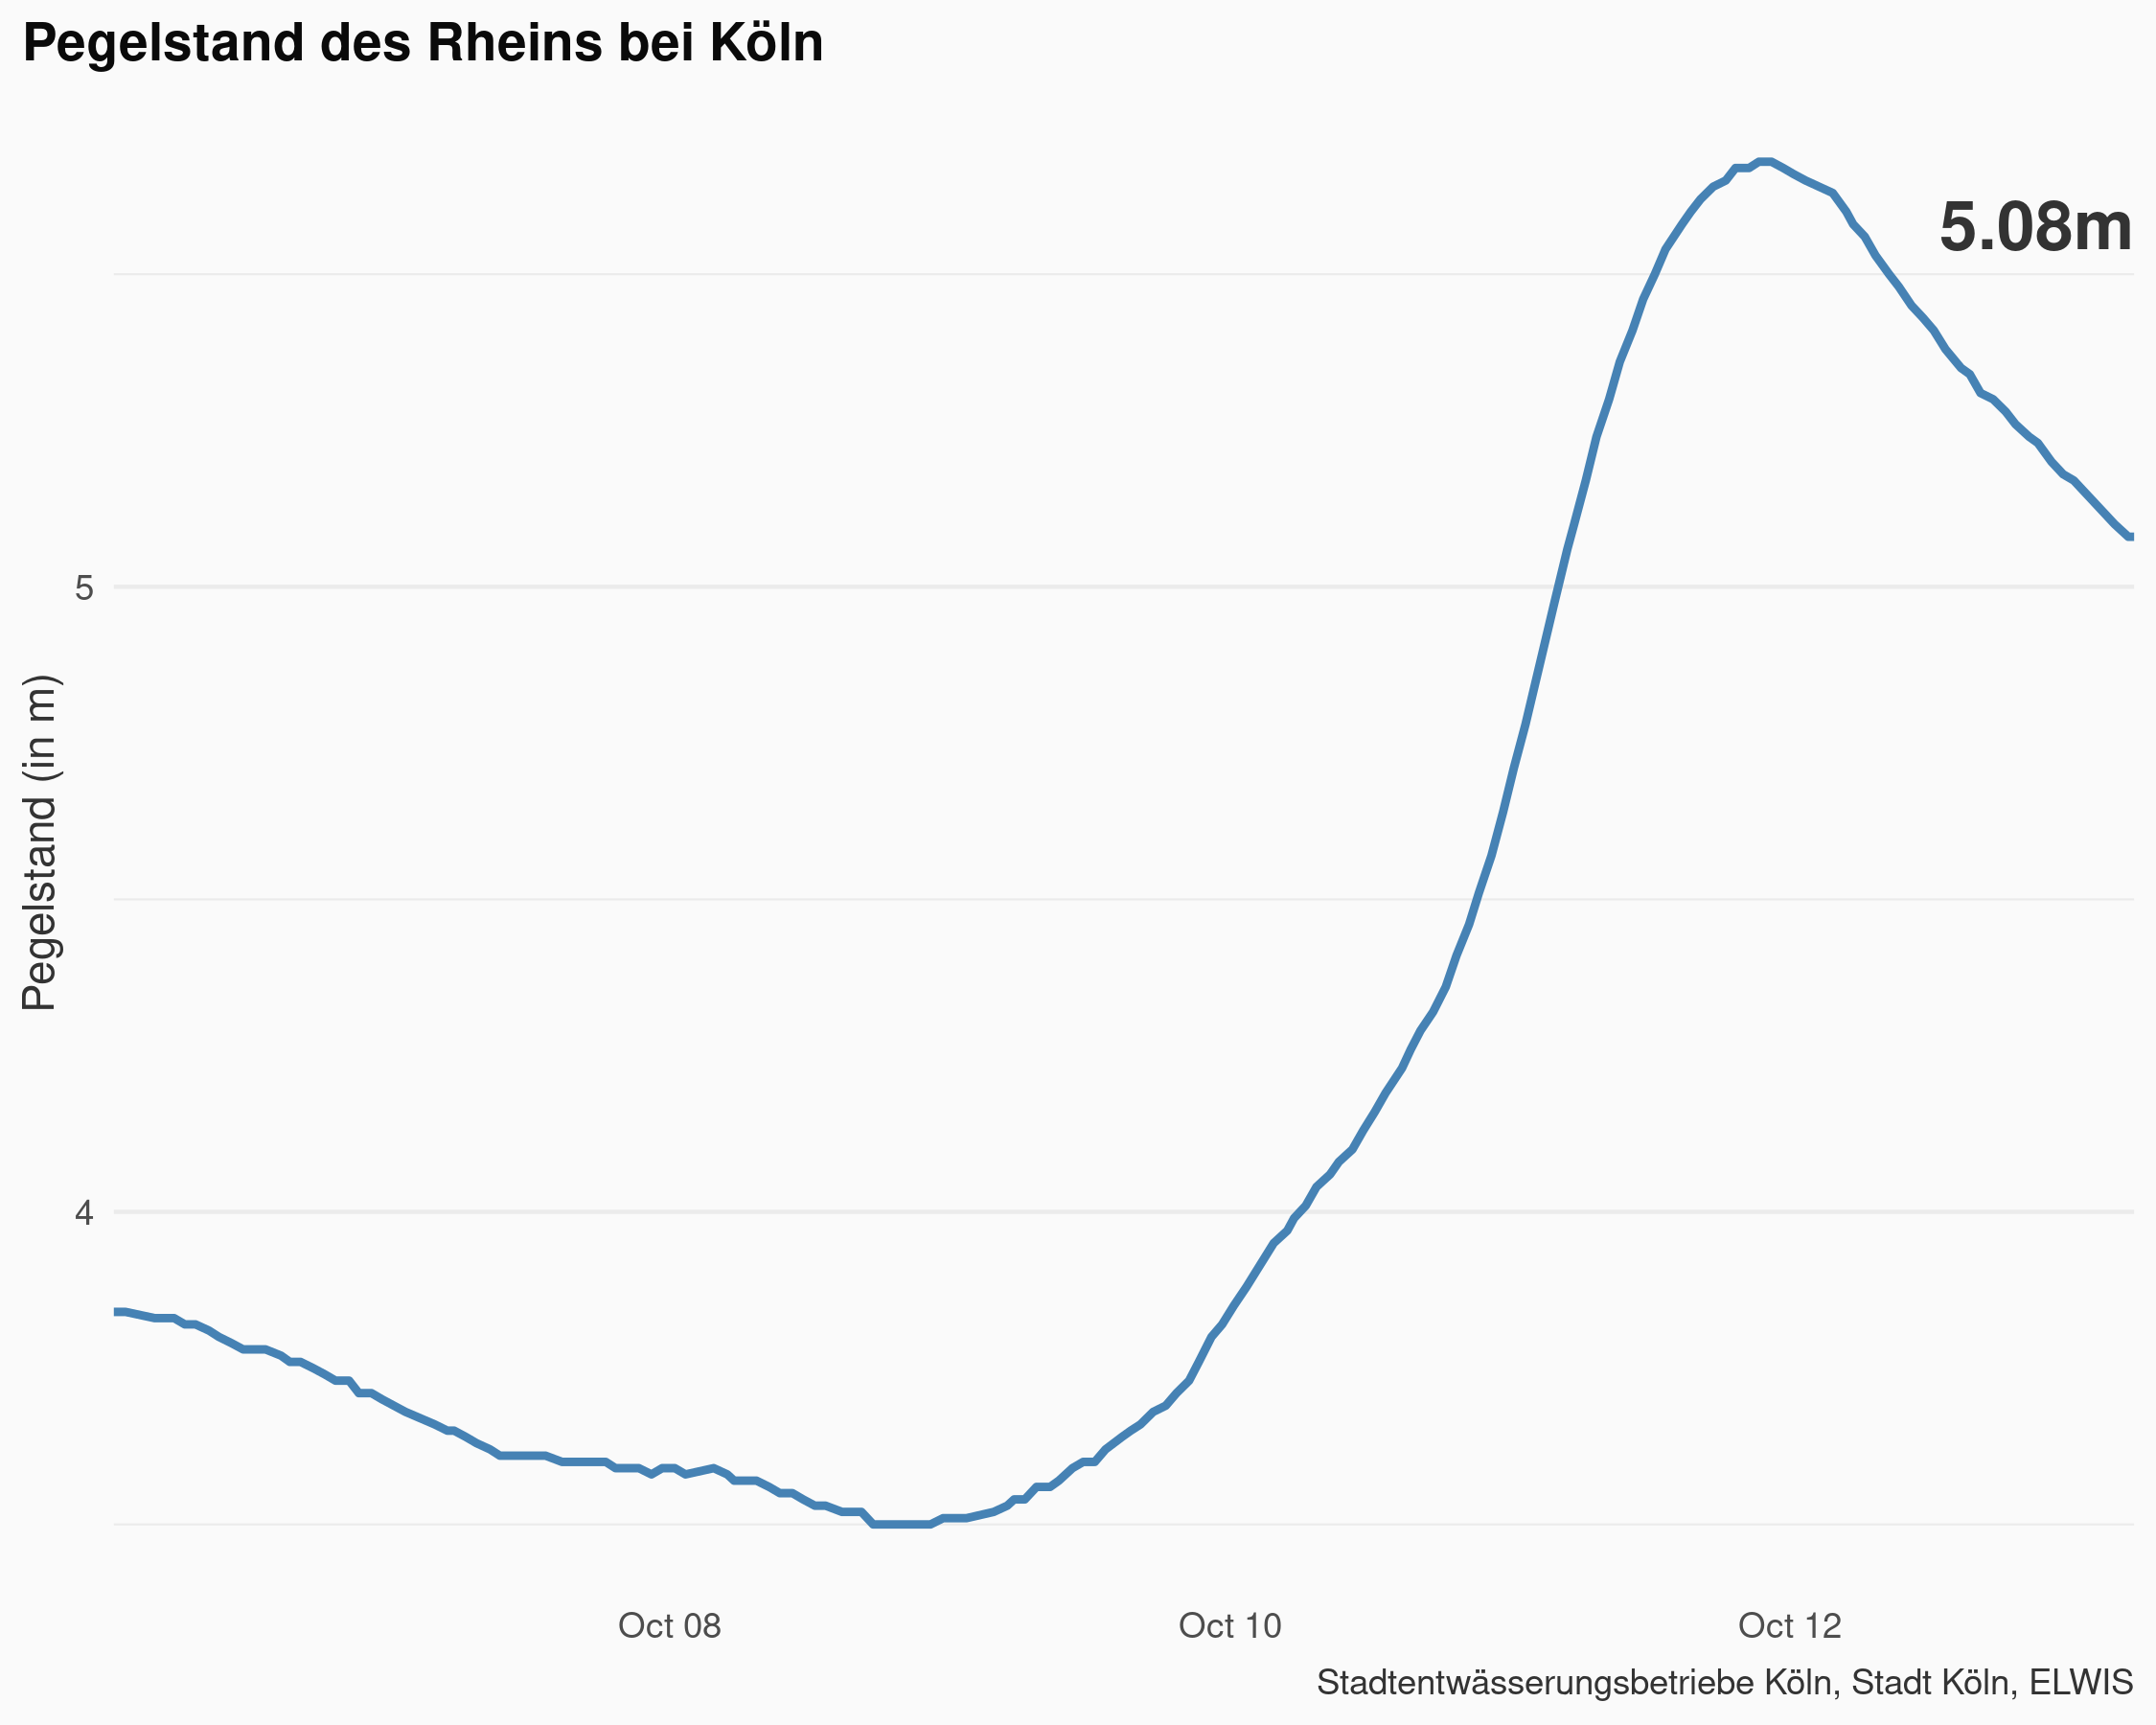 Pegelstand des Rheins bei Köln
5.08m
Pegelstand (in m)
5
4
Oct 08
Oct 10
Oct 12
Stadtentwässerungsbetriebe Köln, Stadt Köln, ELWIS